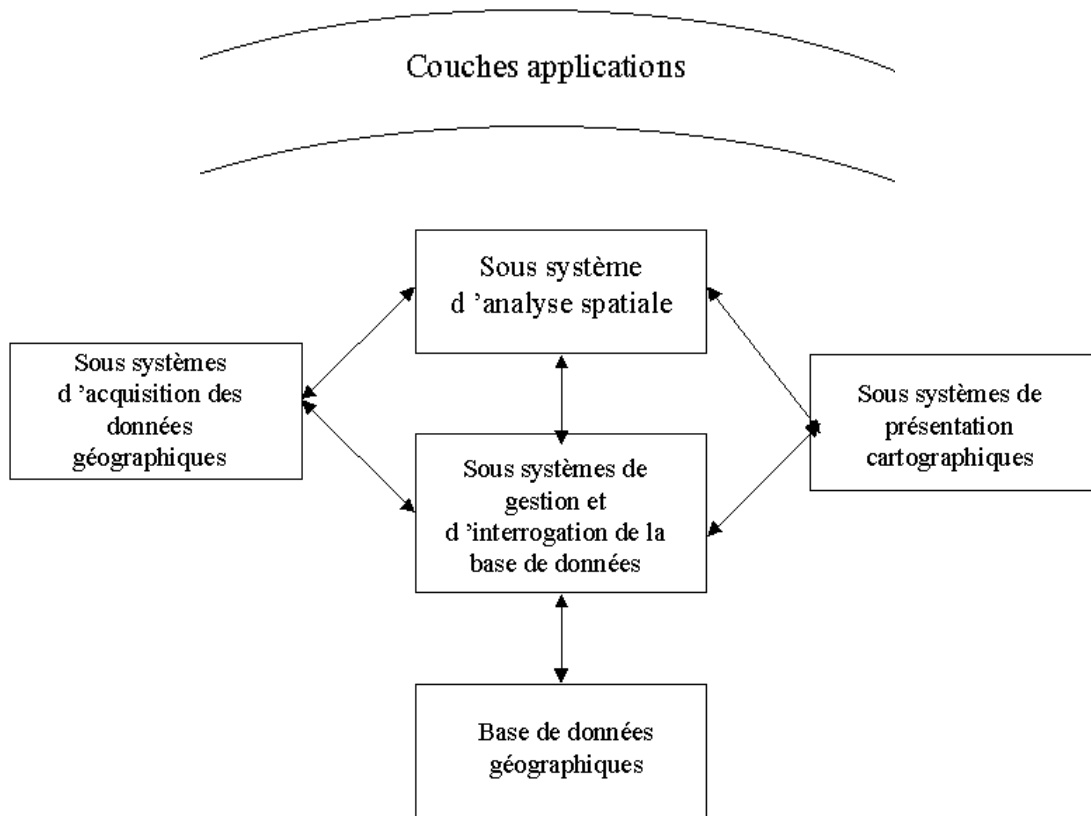 Couches applications
Sous système
d ’analyse spatiale
Sous systèmes
d ’acquisition des
données
géographiques
Sous systèmes de
présentation
cartographiques
Sous systèmes de
gestion et
d ’interrogation de la
base de données
Base de données
géographiques